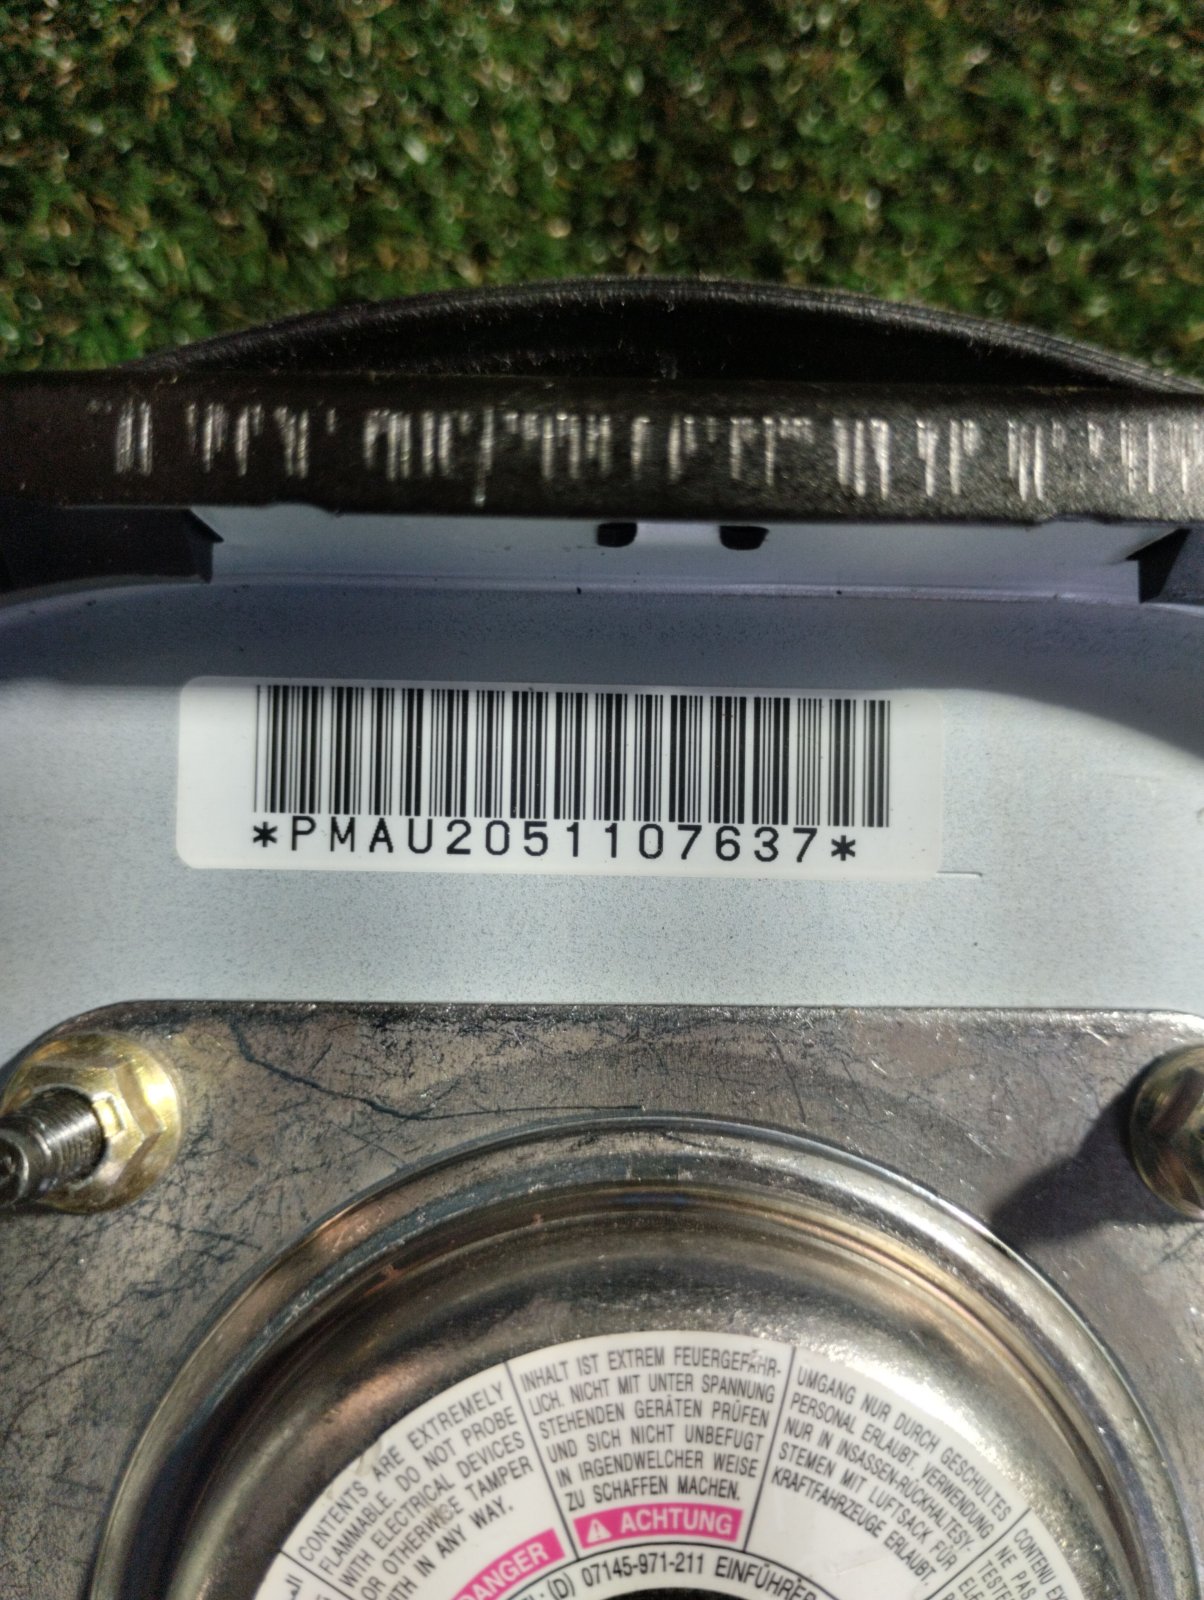 *PMAU2051107637*
CONTENTS ARE EXTREMELY
FLAMMABLE. DO NOT PROBE
WITH ELECTRICAL DEVICES
OR OTHERWISE TAMPER
WITH IN ANY WAY.
DANGER
INHALT IST EXTREM FEUERGEFÄHR-
LICH. NICHT MIT UNTER SPANNUNG
STEHENDEN GERÄTEN PRÜFEN
UND SICH NICHT UNBEFUGT
IN IRGENDWELCHER WEISE
ZU SCHAFFEN MACHEN.
ACHTUNG
UMGANG NUR DURCH GESCHULTES
PERSONAL ERLAUBT. VERWENDUNG
NUR IN INSASSEN-RÜCKHALTESY-
STEMEN MIT LUFTSACK FÜR
KRAFTFAHRZEUGE ERLAUBT.
CONTENU
NE PAS
(D) 07145-971-211 EINFÜHRER